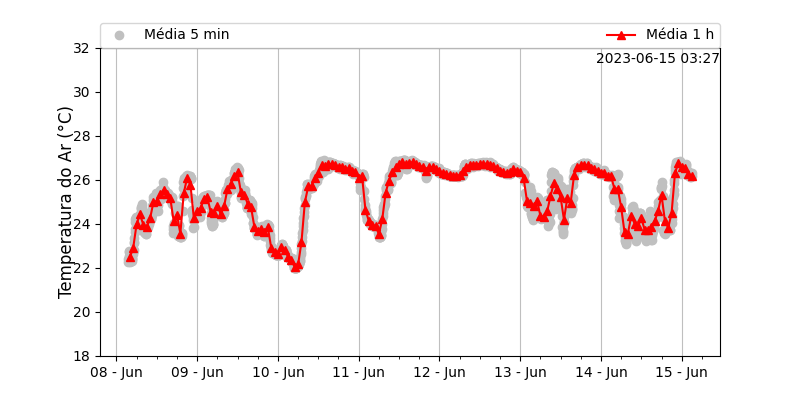 Média 5 min
Média 1 h
2023-06-15 03:27
Temperatura do Ar (°C)
32
30
28
26
24
22
20
18
08 - Jun
09 - Jun
10 - Jun
11 - Jun
12 - Jun
13 - Jun
14 - Jun
15 - Jun